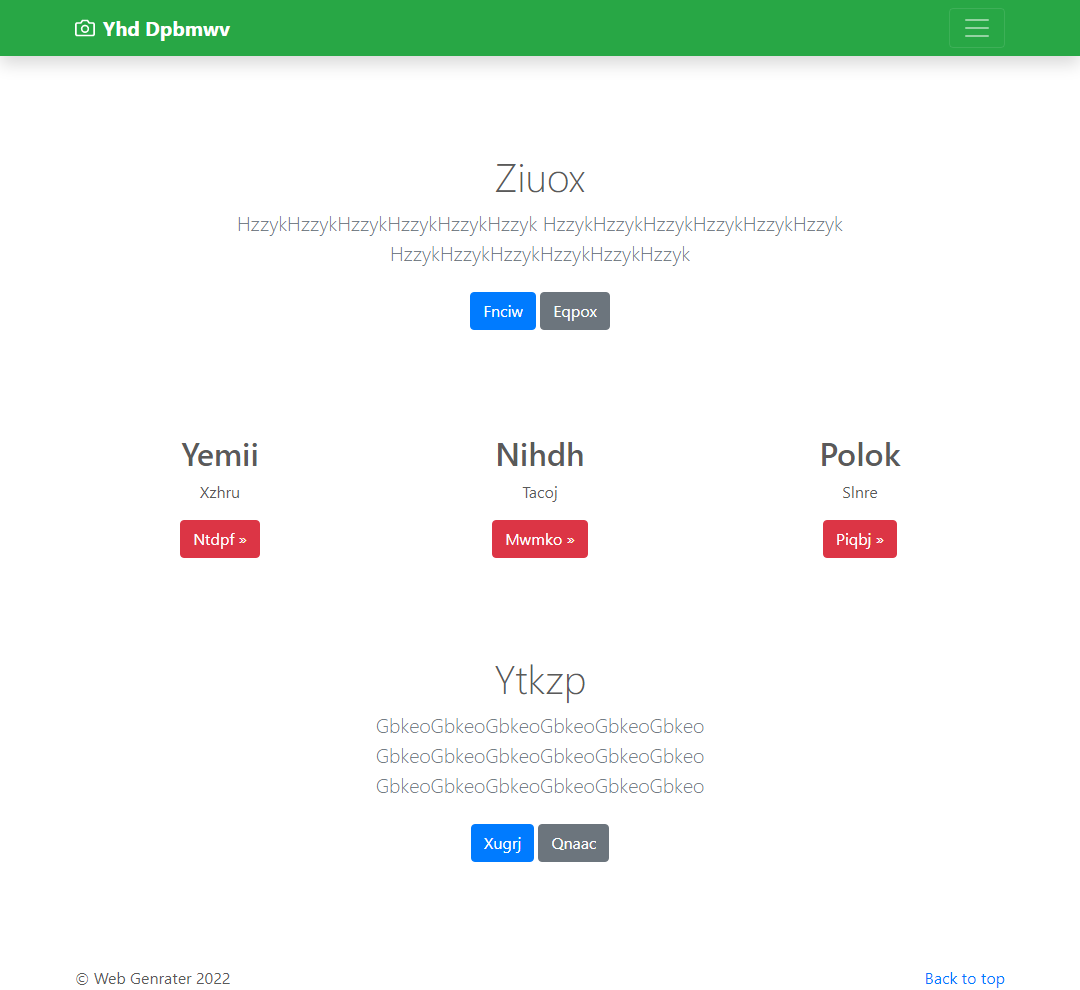 Yhd Dpbmwv
Ziuox
HzzykHzzykHzzykHzzykHzzykHzzyk HzzykHzzykHzzykHzzykHzzykHzzyk
HzzykHzzykHzzykHzzykHzzykHzzyk
Fnciw Eqpox
Yemii Nihdh Polok
Xzhru Tacoj Slnre
Ntdpf » Mwmko » Piqbj »
Ytkzp
GbkeoGbkeoGbkeoGbkeoGbkeoGbkeo
GbkeoGbkeoGbkeoGbkeoGbkeoGbkeo
GbkeoGbkeoGbkeoGbkeoGbkeoGbkeo
Xugrj Qnaac
© Web Genrater 2022 Back to top